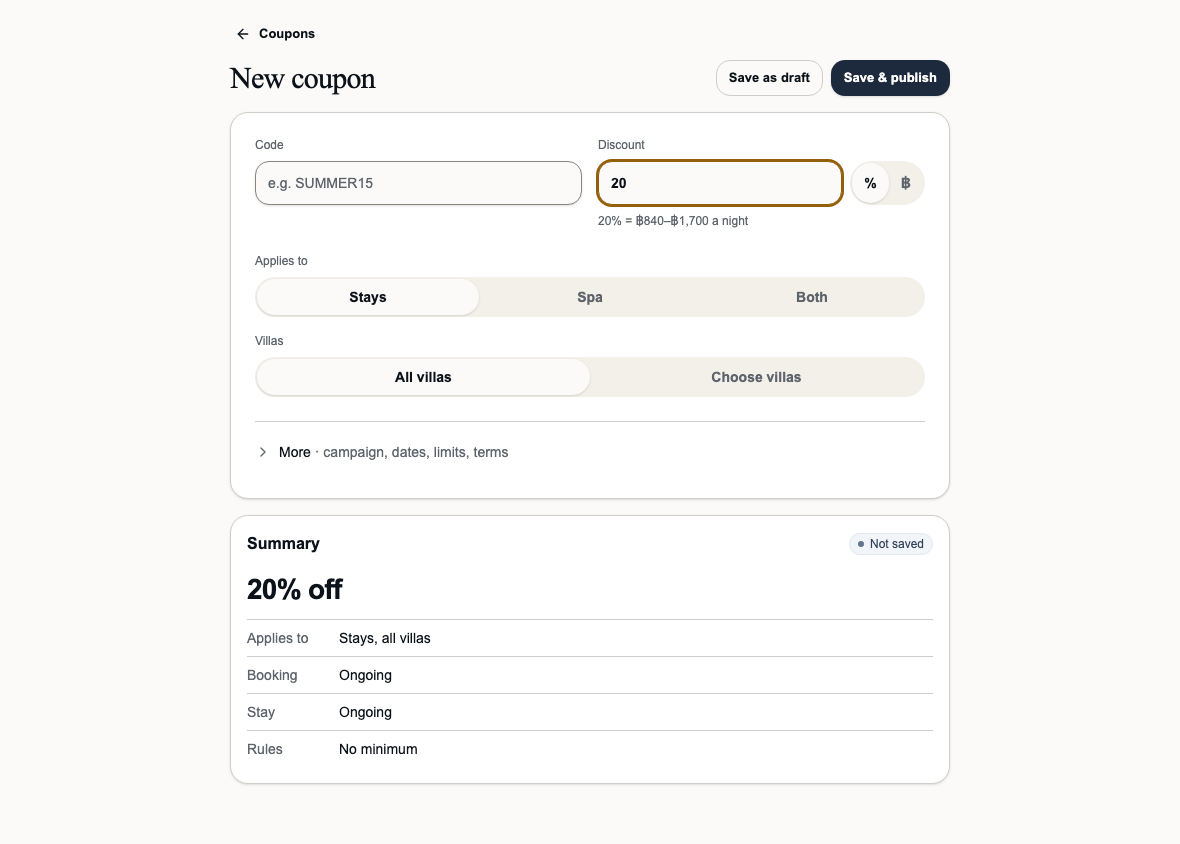 Coupons
New coupon
Save as draft
Save & publish
Code
Discount
e.g. SUMMER15
20
%
฿
20% = ฿840–฿1,700 a night
Applies to
Stays
Spa
Both
Villas
All villas
Choose villas
More · campaign, dates, limits, terms
Summary
Not saved
20% off
Applies to Stays, all villas
Booking Ongoing
Stay Ongoing
Rules No minimum